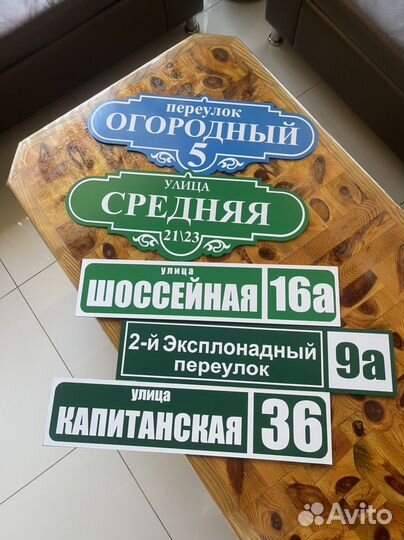 переулок
ОГОРОДНЫЙ
5
УЛИЦА
СРЕДНЯЯ
21\23
улица
ШОССЕЙНАЯ 16а
2-й Эксплонадный
переулок 9а
улица
КАПИТАНСКАЯ 36
Avito